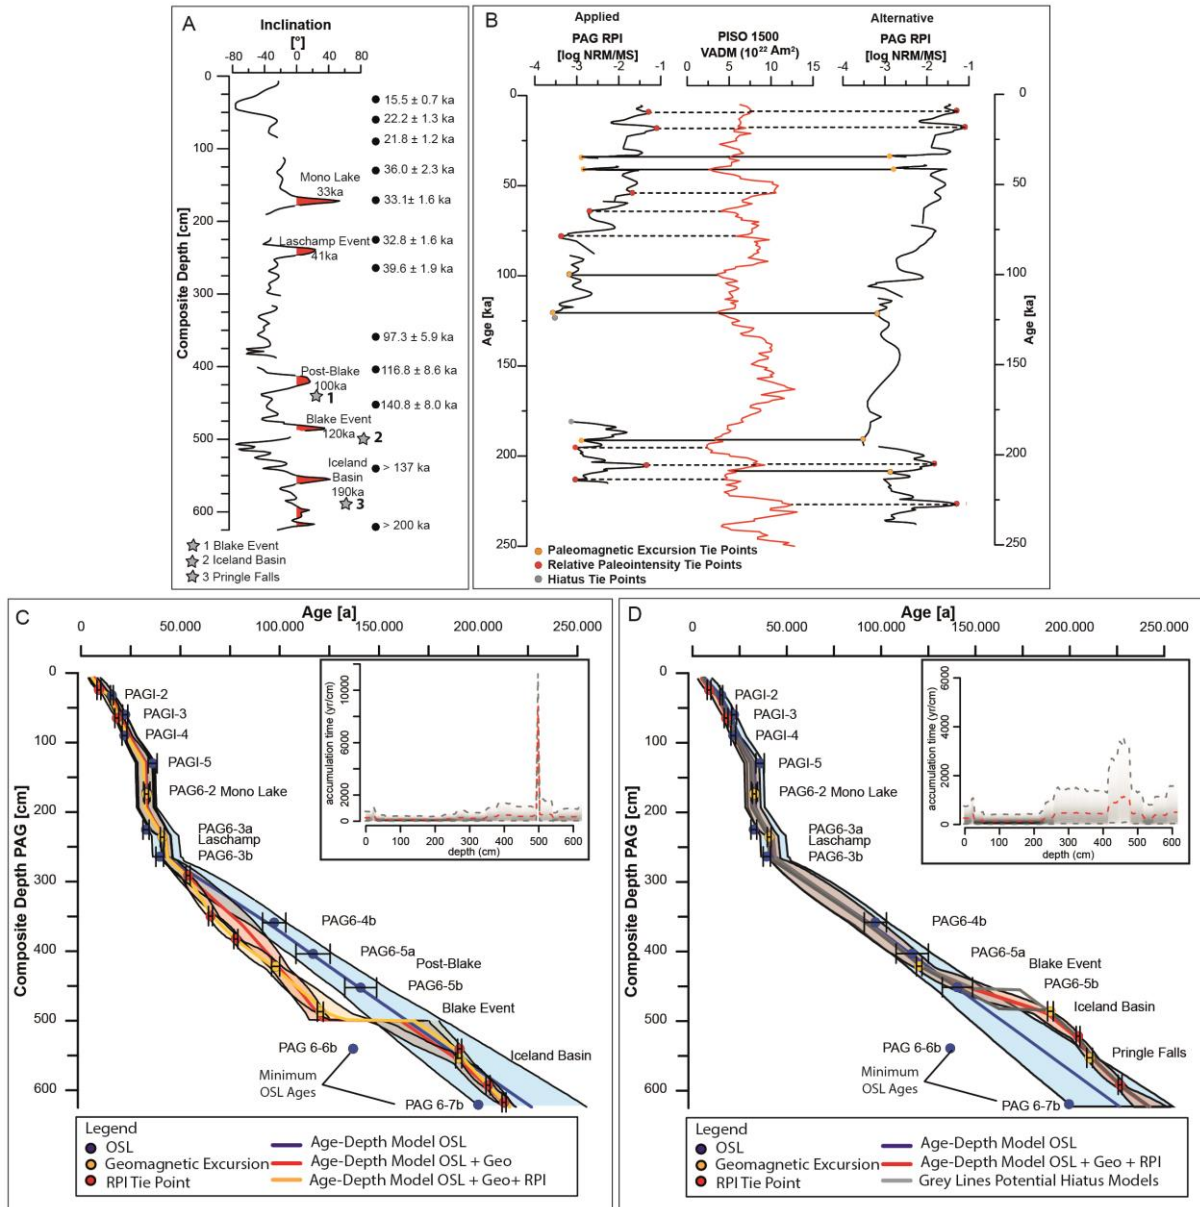 A
Inclination
[°]
-80 -40 0 40 80
0
100
200
300
400
500
600
Composite Depth [cm]
15.5 ± 0.7 ka
22.2 ± 1.3 ka
21.8 ± 1.2 ka
36.0 ± 2.3 ka
Mono Lake
33ka
33.1± 1.6 ka
Laschamp Event
41ka
32.8 ± 1.6 ka
39.6 ± 1.9 ka
97.3 ± 5.9 ka
Post-Blake
100ka
116.8 ± 8.6 ka
1
140.8 ± 8.0 ka
Blake Event
120ka
2
Iceland
Basin
190ka
> 137 ka
3
> 200 ka
1 Blake Event
2 Iceland Basin
3 Pringle Falls
B
Applied
PAG RPI
[log NRM/MS]
-4 -3 -2 -1
PISO 1500
VADM (10²² Am²)
0 5 10 15
Alternative
PAG RPI
[log NRM/MS]
-4 -3 -2 -1
0
50
100
150
200
250
Age [ka]
0
50
100
150
200
250
Age [ka]
Paleomagnetic Excursion Tie Points
Relative Paleointensity Tie Points
Hiatus Tie Points
C
Age [a]
0 50.000 100.000 150.000 200.000 250.000
0
100
200
300
400
500
600
Composite Depth PAG [cm]
PAGI-2
PAGI-3
PAGI-4
PAGI-5
PAG6-2 Mono Lake
PAG6-3a
Laschamp
PAG6-3b
PAG6-4b
PAG6-5a
Post-Blake
PAG6-5b
Blake Event
Iceland Basin
PAG 6-6b
Minimum
OSL Ages
PAG 6-7b
accumulation time (yr/cm)
0 2000 4000 6000 8000 10000
0 100 200 300 400 500 600
depth (cm)
Legend
OSL
Geomagnetic Excursion
RPI Tie Point
Age-Depth Model OSL
Age-Depth Model OSL + Geo
Age-Depth Model OSL + Geo+ RPI
D
Age [a]
0 50.000 100.000 150.000 200.000 250.000
0
100
200
300
400
500
600
Composite Depth PAG [cm]
PAGI-2
PAGI-3
PAGI-4
PAGI-5
PAG6-2 Mono Lake
PAG6-3a
Laschamp
PAG6-3b
PAG6-4b
PAG6-5a
Blake Event
PAG6-5b
Iceland Basin
Pringle Falls
PAG 6-6b
Minimum
OSL Ages
PAG 6-7b
accumulation time (yr/cm)
0 2000 4000 6000
0 100 200 300 400 500 600
depth (cm)
Legend
OSL
Geomagnetic Excursion
RPI Tie Point
Age-Depth Model OSL
Age-Depth Model OSL + Geo + RPI
Grey Lines Potential Hiatus Models